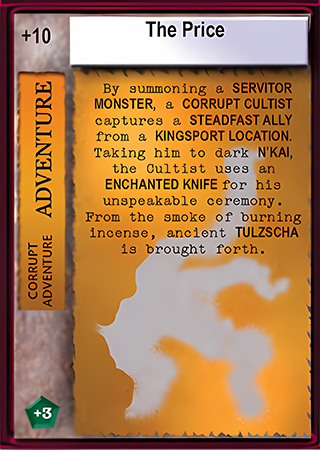 +10
The Price
ADVENTURE
CORRUPT
ADVENTURE
By summoning a SERVITOR
MONSTER, a CORRUPT CULTIST
captures a STEADFAST ALLY
from a KINGSPORT LOCATION.
Taking him to dark N'KAI,
the Cultist uses an
ENCHANTED KNIFE for his
unspeakable ceremony.
From the smoke of burning
incense, ancient TULZSCHA
is brought forth.
+3